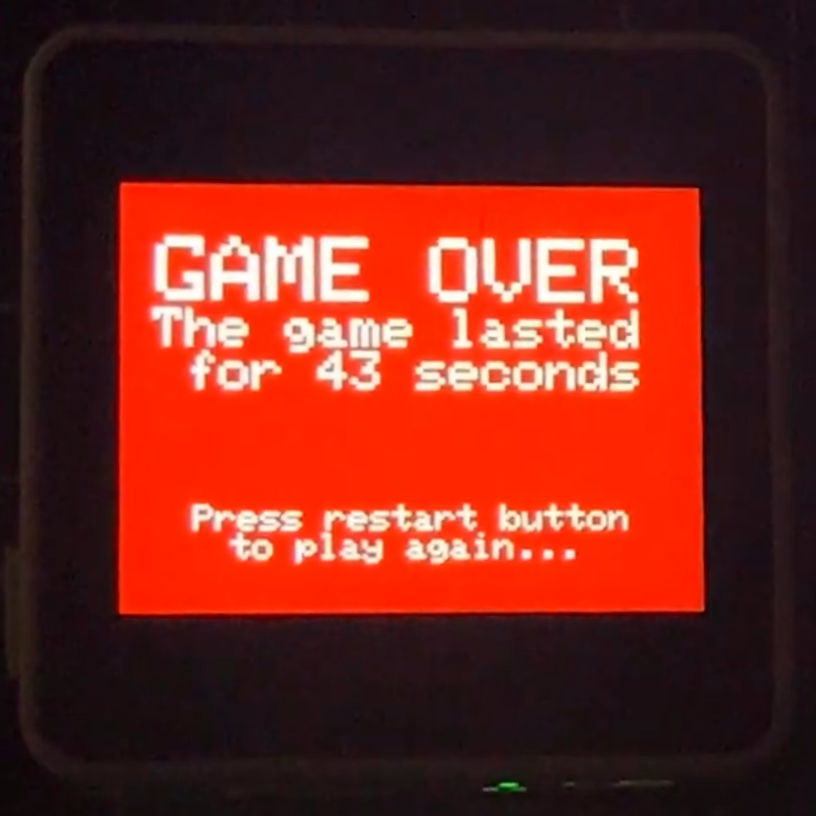 GAME OVER
The game lasted
for 43 seconds
Press restart button
to play again...